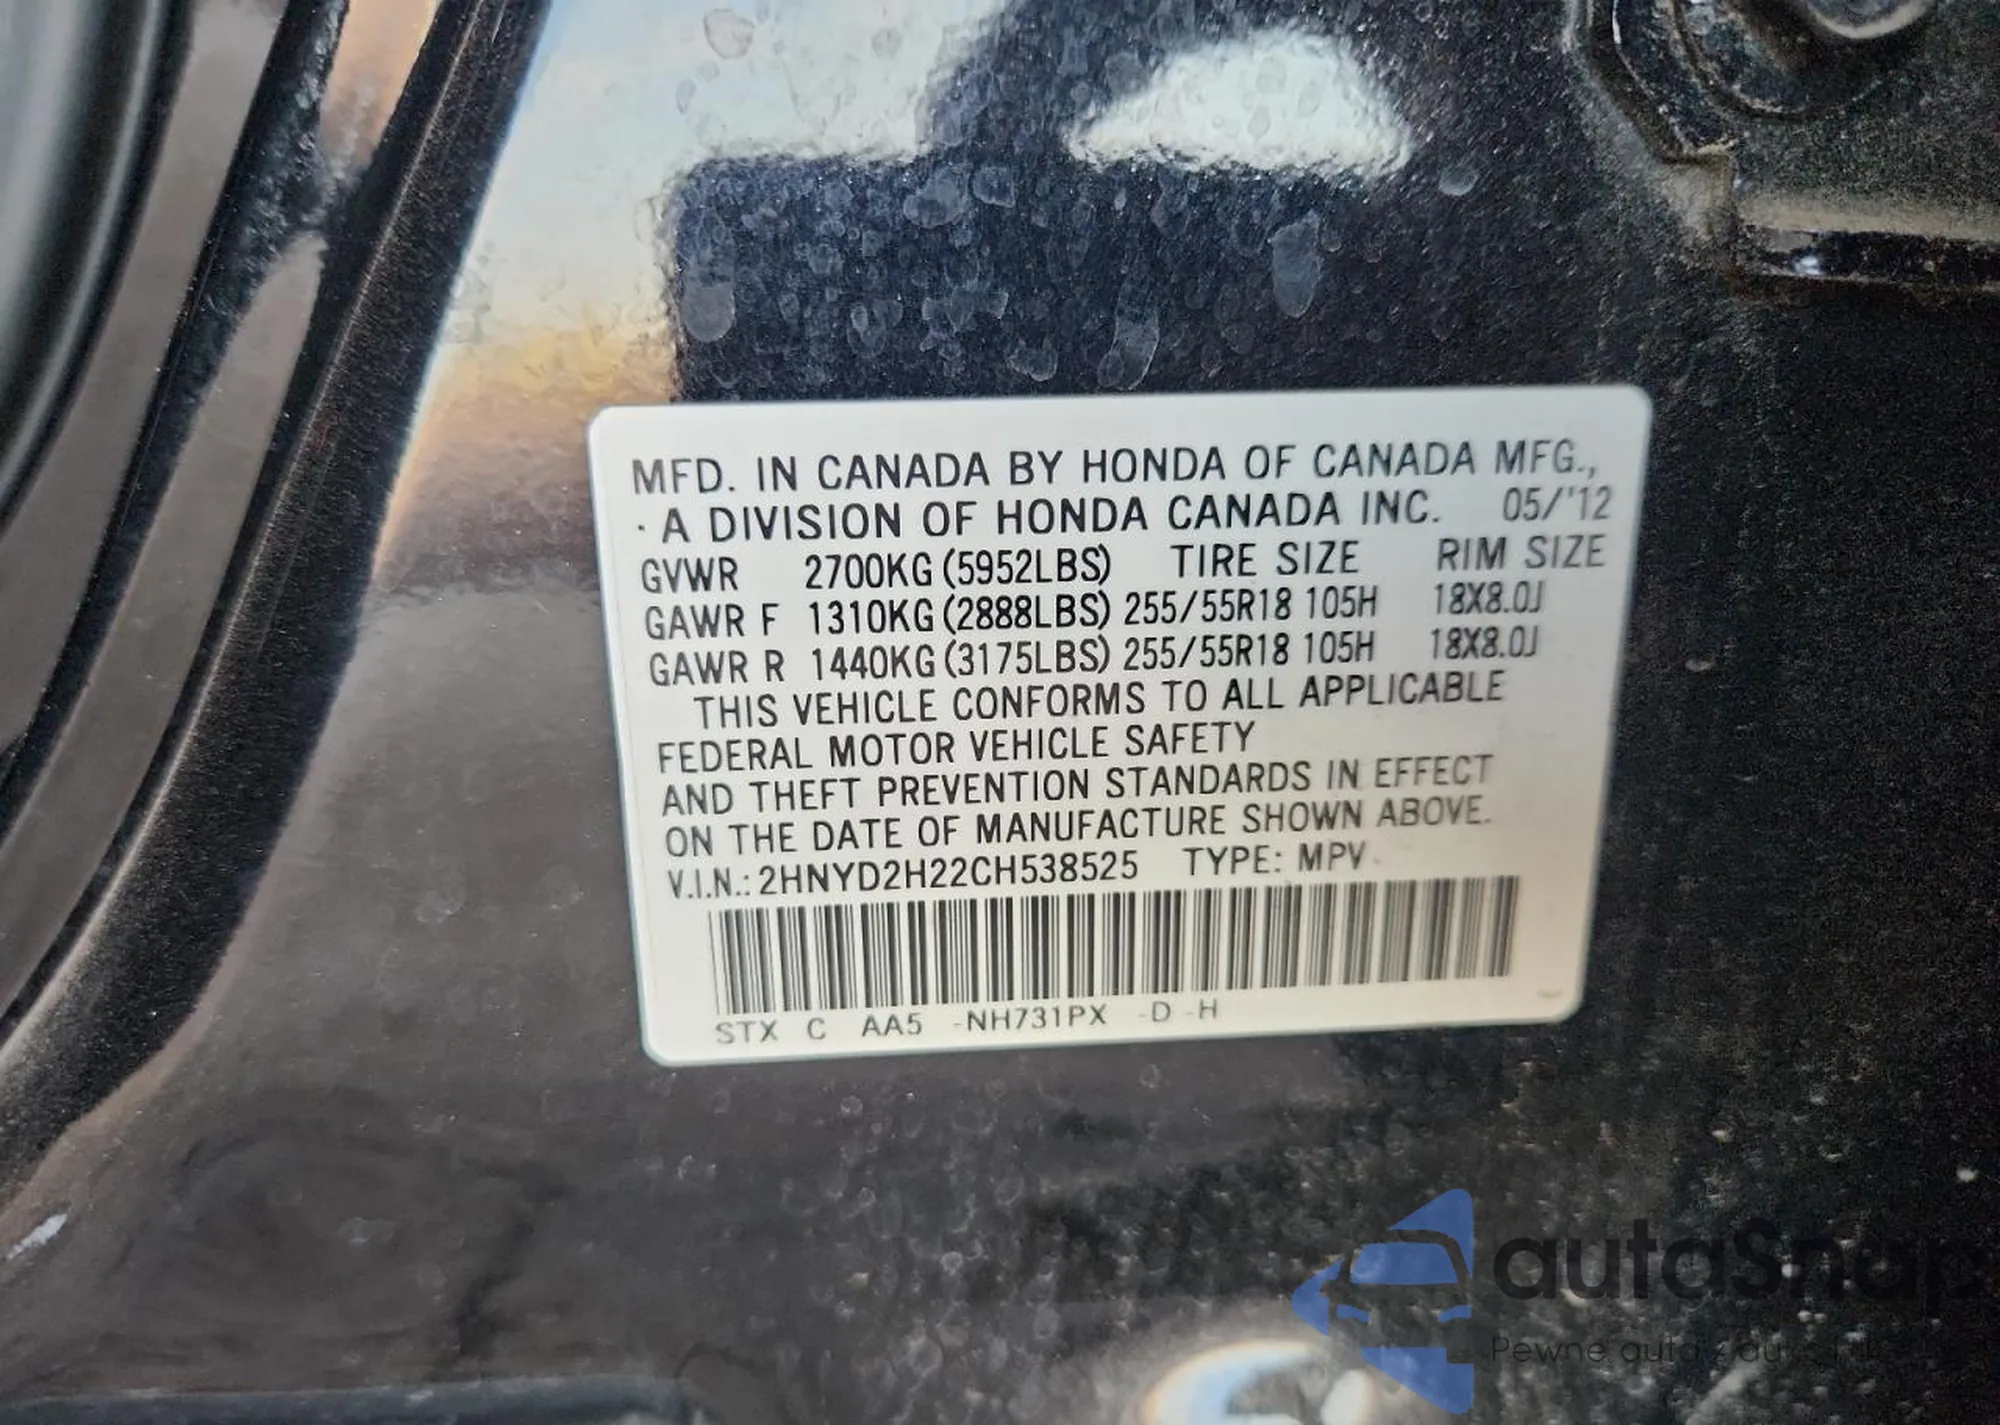 MFD. IN CANADA BY HONDA OF CANADA MFG.,
· A DIVISION OF HONDA CANADA INC. 05/'12
GVWR 2700KG (5952LBS) TIRE SIZE RIM SIZE
GAWR F 1310KG (2888LBS) 255/55R18 105H 18X8.0J
GAWR R 1440KG (3175LBS) 255/55R18 105H 18X8.0J
THIS VEHICLE CONFORMS TO ALL APPLICABLE
FEDERAL MOTOR VEHICLE SAFETY
AND THEFT PREVENTION STANDARDS IN EFFECT
ON THE DATE OF MANUFACTURE SHOWN ABOVE.
V.I.N.: 2HNYD2H22CH538525 TYPE: MPV
STX C AA5 -NH731PX -D -H
autaSnap
Pewne auta z